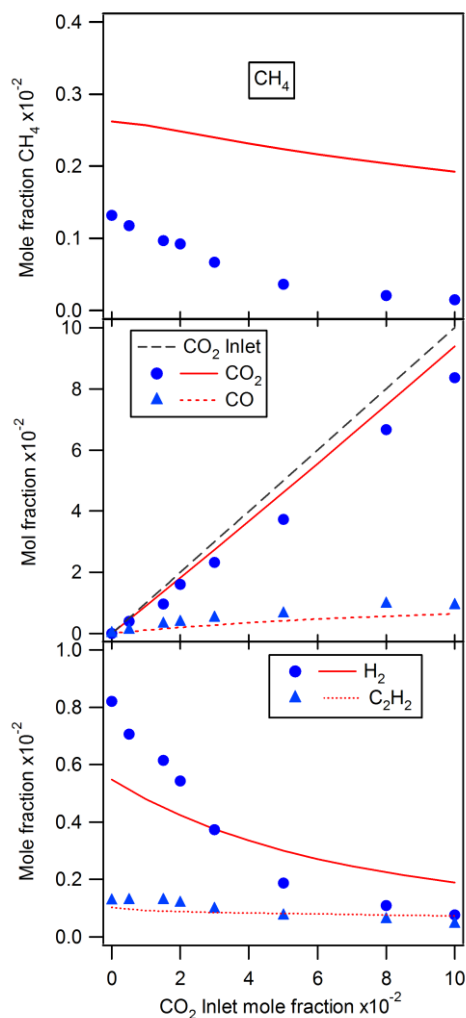 0.4
0.3
0.2
0.1
0.0
Mole fraction CH₄ x10⁻²
CH₄
10
8
6
4
2
0
Mol fraction x10⁻²
CO₂ Inlet
CO₂
CO
1.0
0.8
0.6
0.4
0.2
0.0
Mole fraction x10⁻²
H₂
C₂H₂
0 2 4 6 8 10
CO₂ Inlet mole fraction x10⁻²